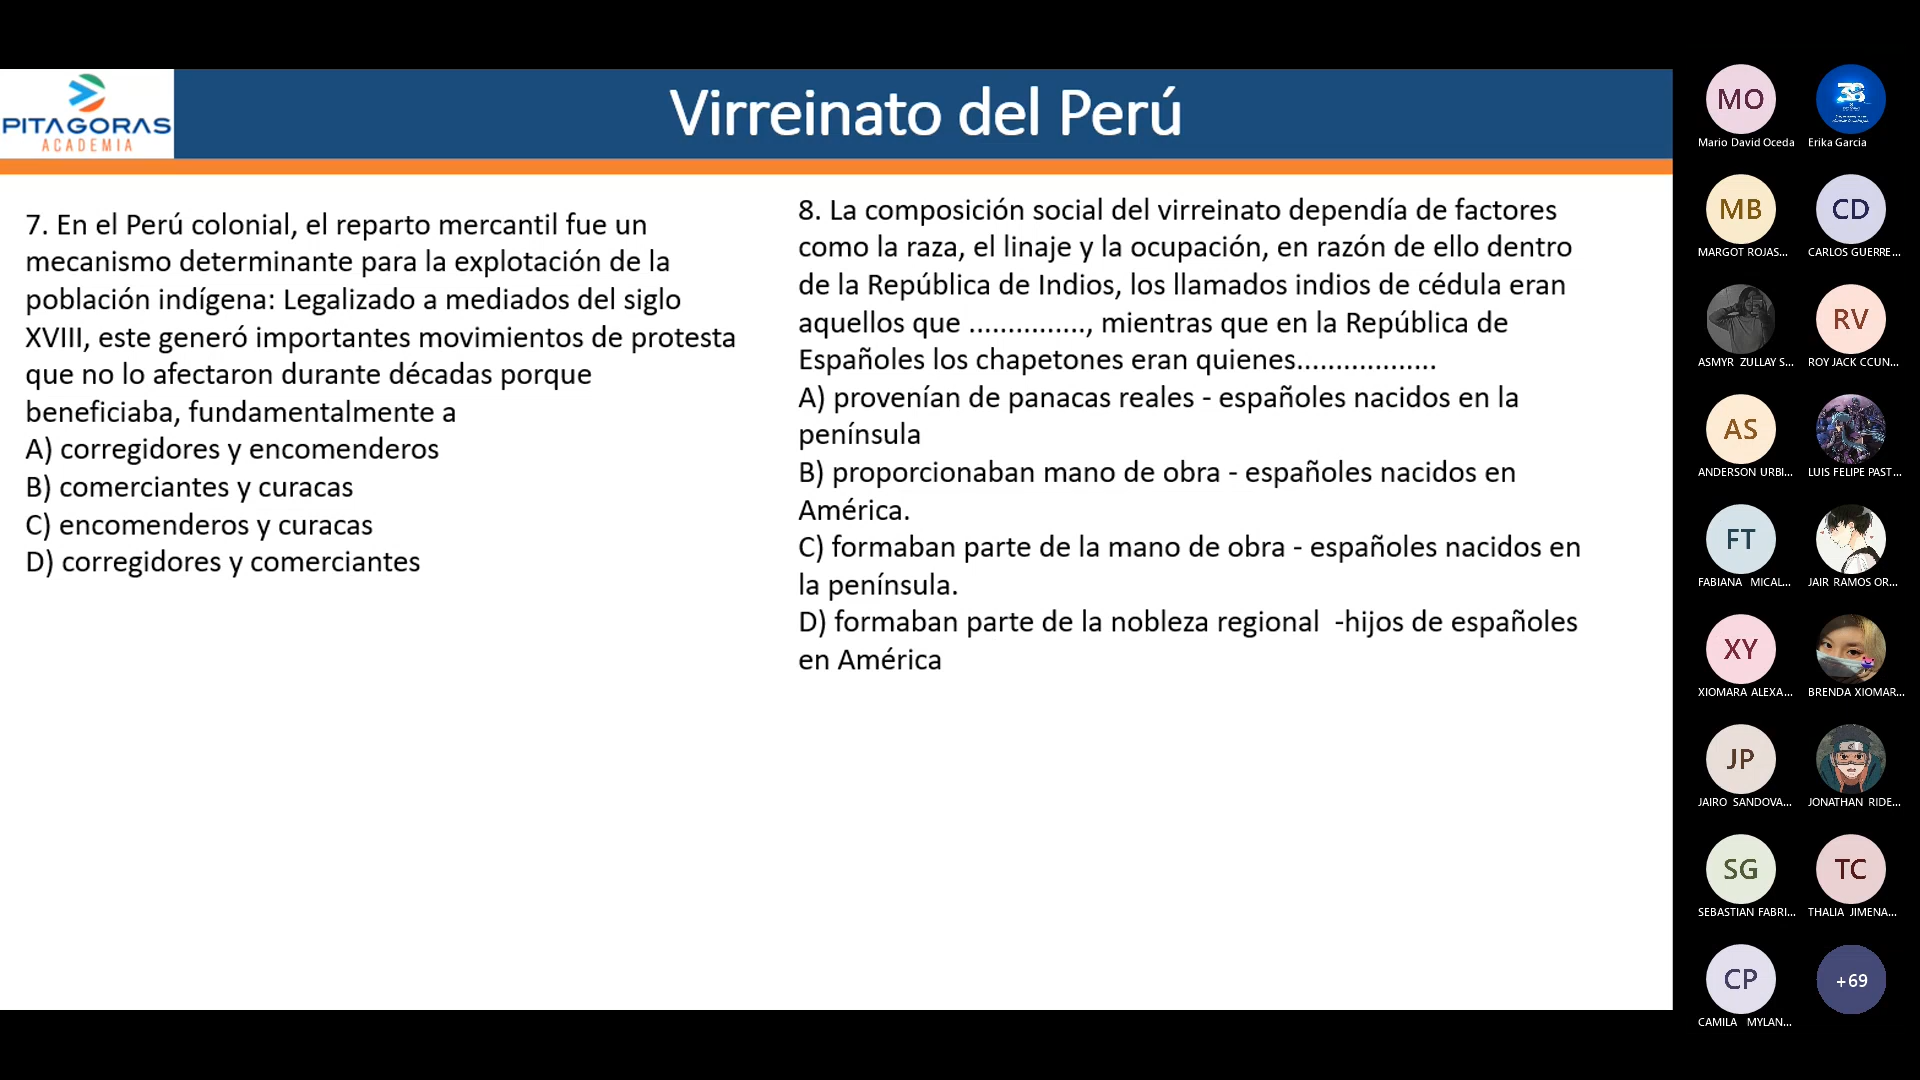 PITAGORAS
ACADEMIA
Virreinato del Perú
7. En el Perú colonial, el reparto mercantil fue un
mecanismo determinante para la explotación de la
población indígena: Legalizado a mediados del siglo
XVIII, este generó importantes movimientos de protesta
que no lo afectaron durante décadas porque
beneficiaba, fundamentalmente a
A) corregidores y encomenderos
B) comerciantes y curacas
C) encomenderos y curacas
D) corregidores y comerciantes
8. La composición social del virreinato dependía de factores
como la raza, el linaje y la ocupación, en razón de ello dentro
de la República de Indios, los llamados indios de cédula eran
aquellos que ..............., mientras que en la República de
Españoles los chapetones eran quienes..................
A) provenían de panacas reales - españoles nacidos en la
península
B) proporcionaban mano de obra - españoles nacidos en
América.
C) formaban parte de la mano de obra - españoles nacidos en
la península.
D) formaban parte de la nobleza regional  -hijos de españoles
en América
MO
Mario David Oceda
Erika Garcia
MB
CD
MARGOT ROJAS...
CARLOS GUERRE...
RV
ASMYR ZULLAY S...
ROY JACK CCUN...
AS
ANDERSON URBI...
LUIS FELIPE PAST...
FT
FABIANA MICAL...
JAIR RAMOS OR...
XY
XIOMARA ALEXA...
BRENDA XIOMAR...
JP
JAIRO SANDOVA...
JONATHAN RIDE...
SG
TC
SEBASTIAN FABRI...
THALIA JIMENA...
CP
+69
CAMILA MYLAN...